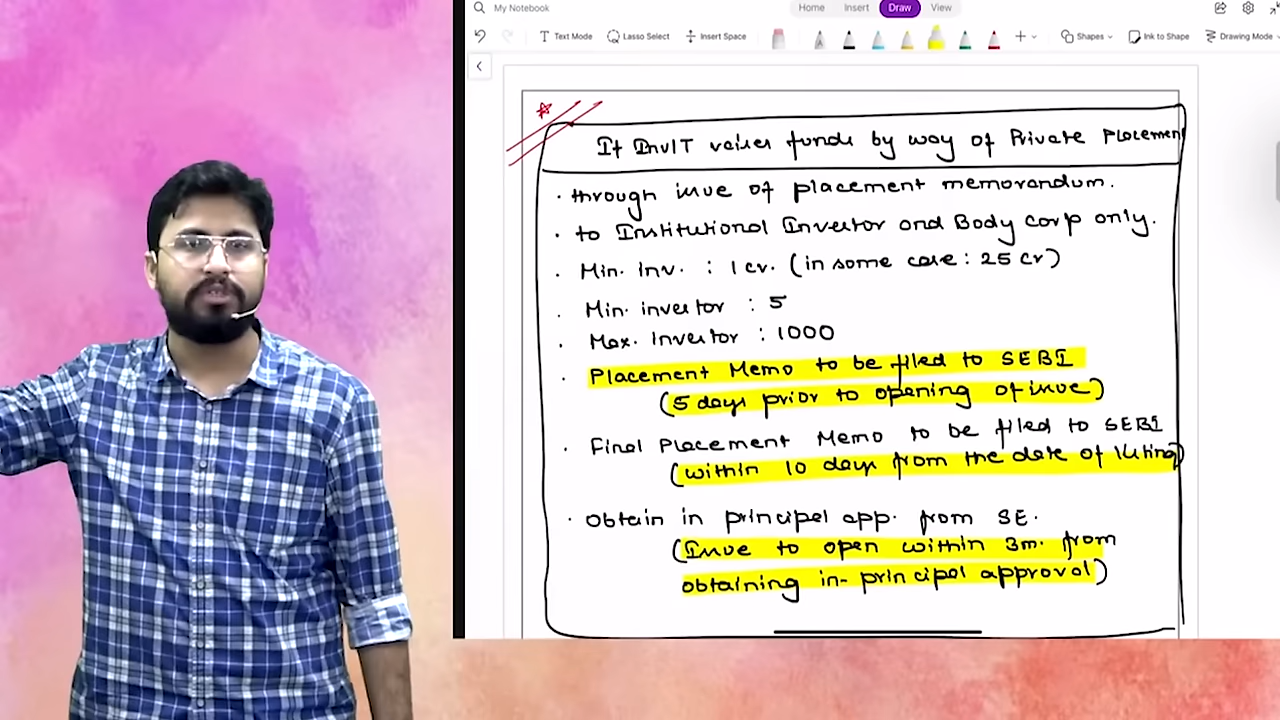 My Notebook
Home Insert Draw View
Text Mode Lasso Select Insert Space Shapes Ink to Shape Drawing Mode
If InvIT raises funds by way of Private Placement
• through issue of placement memorandum.
• to Institutional Investor and Body corp only.
• Min. inv. : 1 cr. (in some case : 25 cr)
• Min. investor : 5
• Max. investor : 1000
• Placement Memo to be filed to SEBI
(5 days prior to opening of issue)
• Final Placement Memo to be filed to SEBI
(within 10 days from the date of listing)
• Obtain in principal app. from SE.
(Issue to open within 3m. from
obtaining in-principal approval)